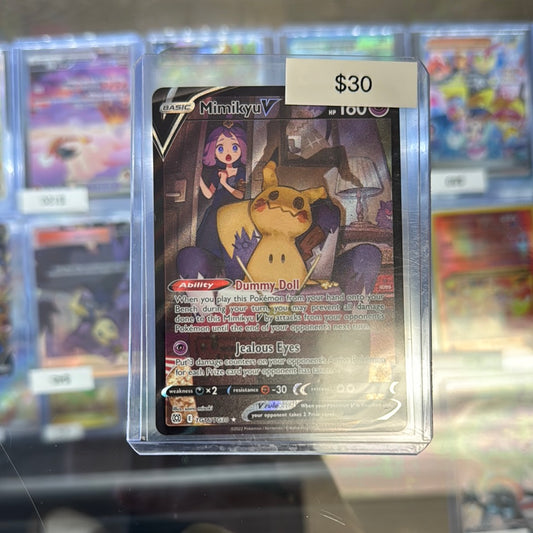 $30
BASIC Mimikyu V HP 160
Ability Dummy Doll
When you play this Pokémon from your hand onto your
Bench during your turn, you may prevent all damage
done to this Mimikyu V by attacks from your opponent's
Pokémon until the end of your opponent's next turn.
Jealous Eyes
Put 3 damage counters on your opponent's Active Pokémon
for each Prize card your opponent has taken.
weakness ×2 resistance -30
V rule When your Pokémon V
your opponent takes 2 Prize cards.
©2022 Pokémon / Nintendo